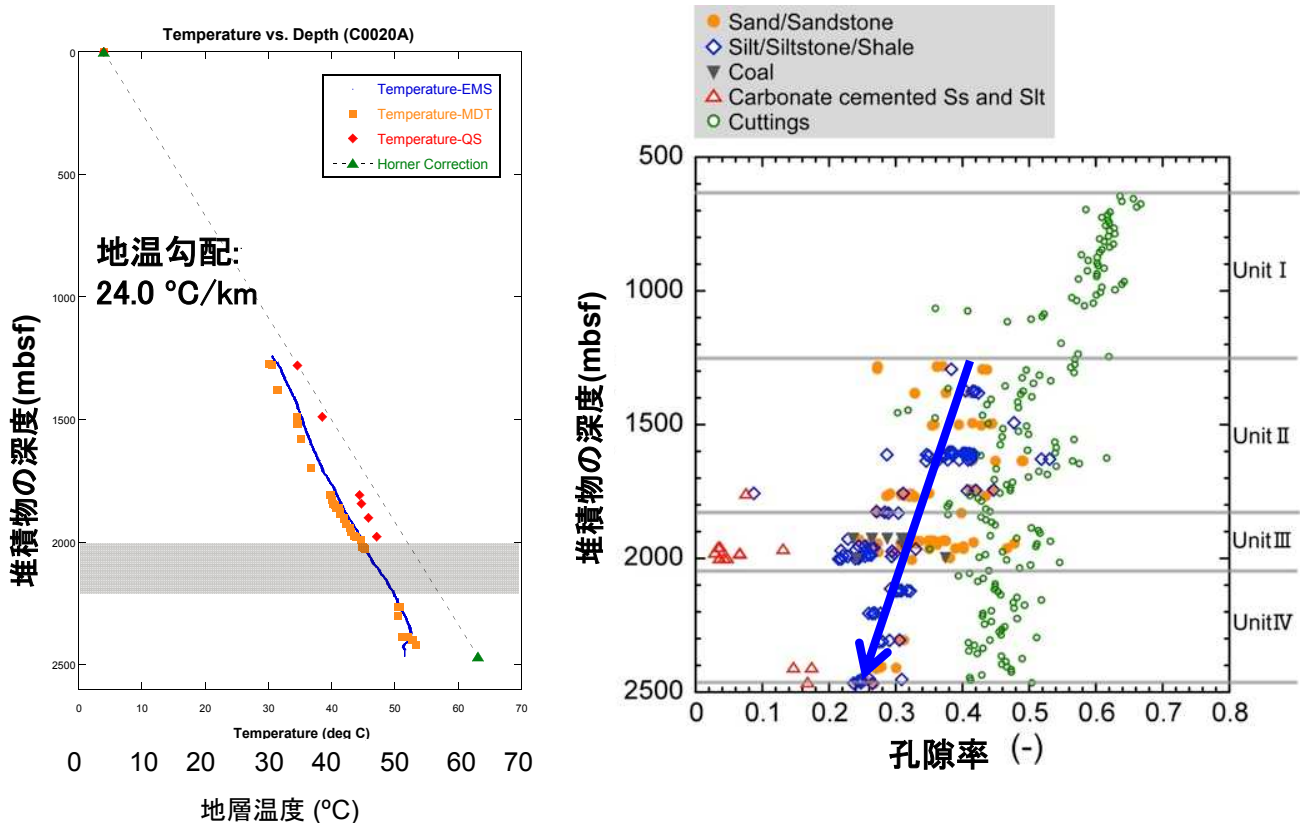 Temperature vs. Depth (C0020A)
0
500
1000
1500
2000
2500
Temperature-EMS
Temperature-MDT
Temperature-QS
Horner Correction
地温勾配:
24.0 ºC/km
堆積物の深度(mbsf)
0 10 20 30 40 50 60 70
Temperature (deg C)
0 10 20 30 40 50 60 70
地層温度 (ºC)
Sand/Sandstone
Silt/Siltstone/Shale
Coal
Carbonate cemented Ss and Slt
Cuttings
500
1000
1500
2000
2500
堆積物の深度(mbsf)
Unit I
Unit II
Unit III
Unit IV
0 0.1 0.2 0.3 0.4 0.5 0.6 0.7 0.8
孔隙率 (-)